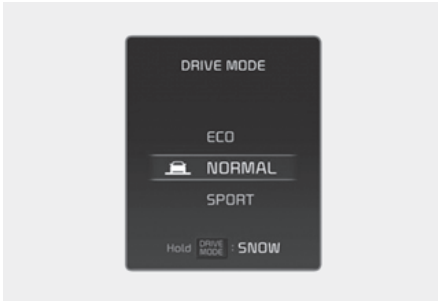 DRIVE MODE
ECO
NORMAL
SPORT
Hold DRIVE MODE : SNOW